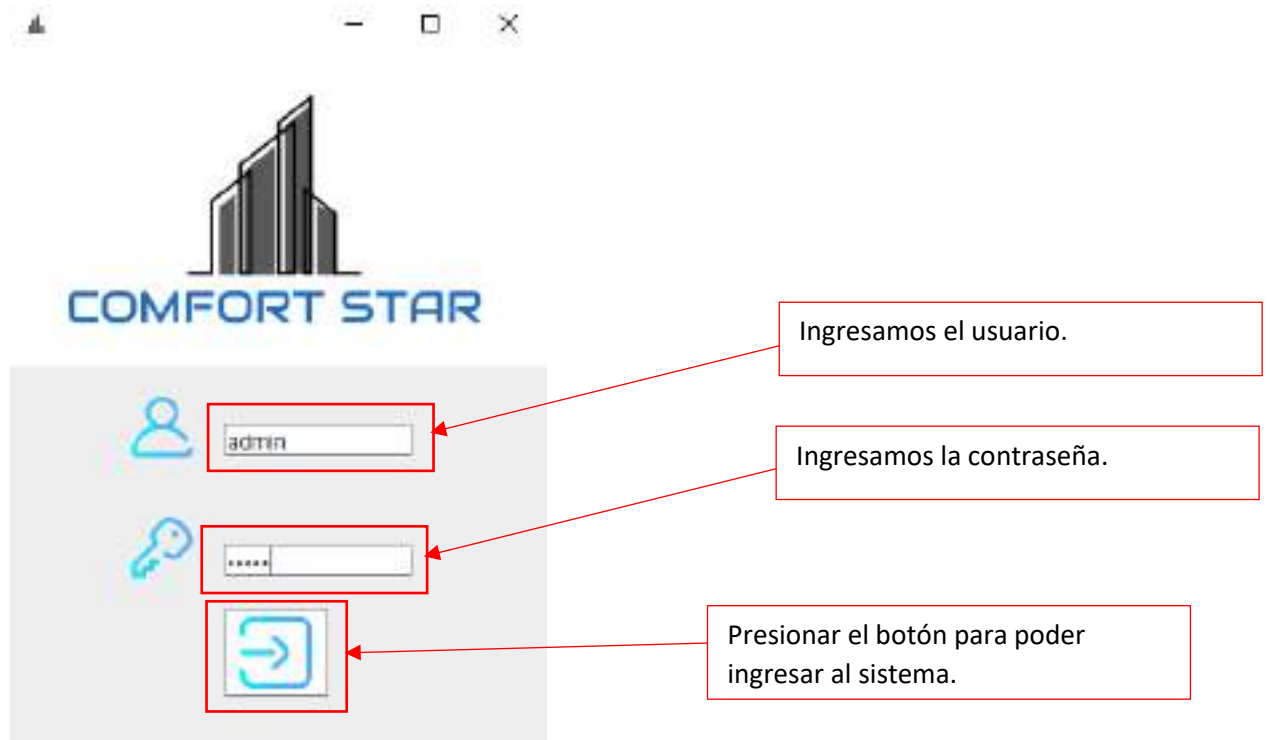 COMFORT STAR
Ingresamos el usuario.
admin
Ingresamos la contraseña.
•••••
Presionar el botón para poder
ingresar al sistema.